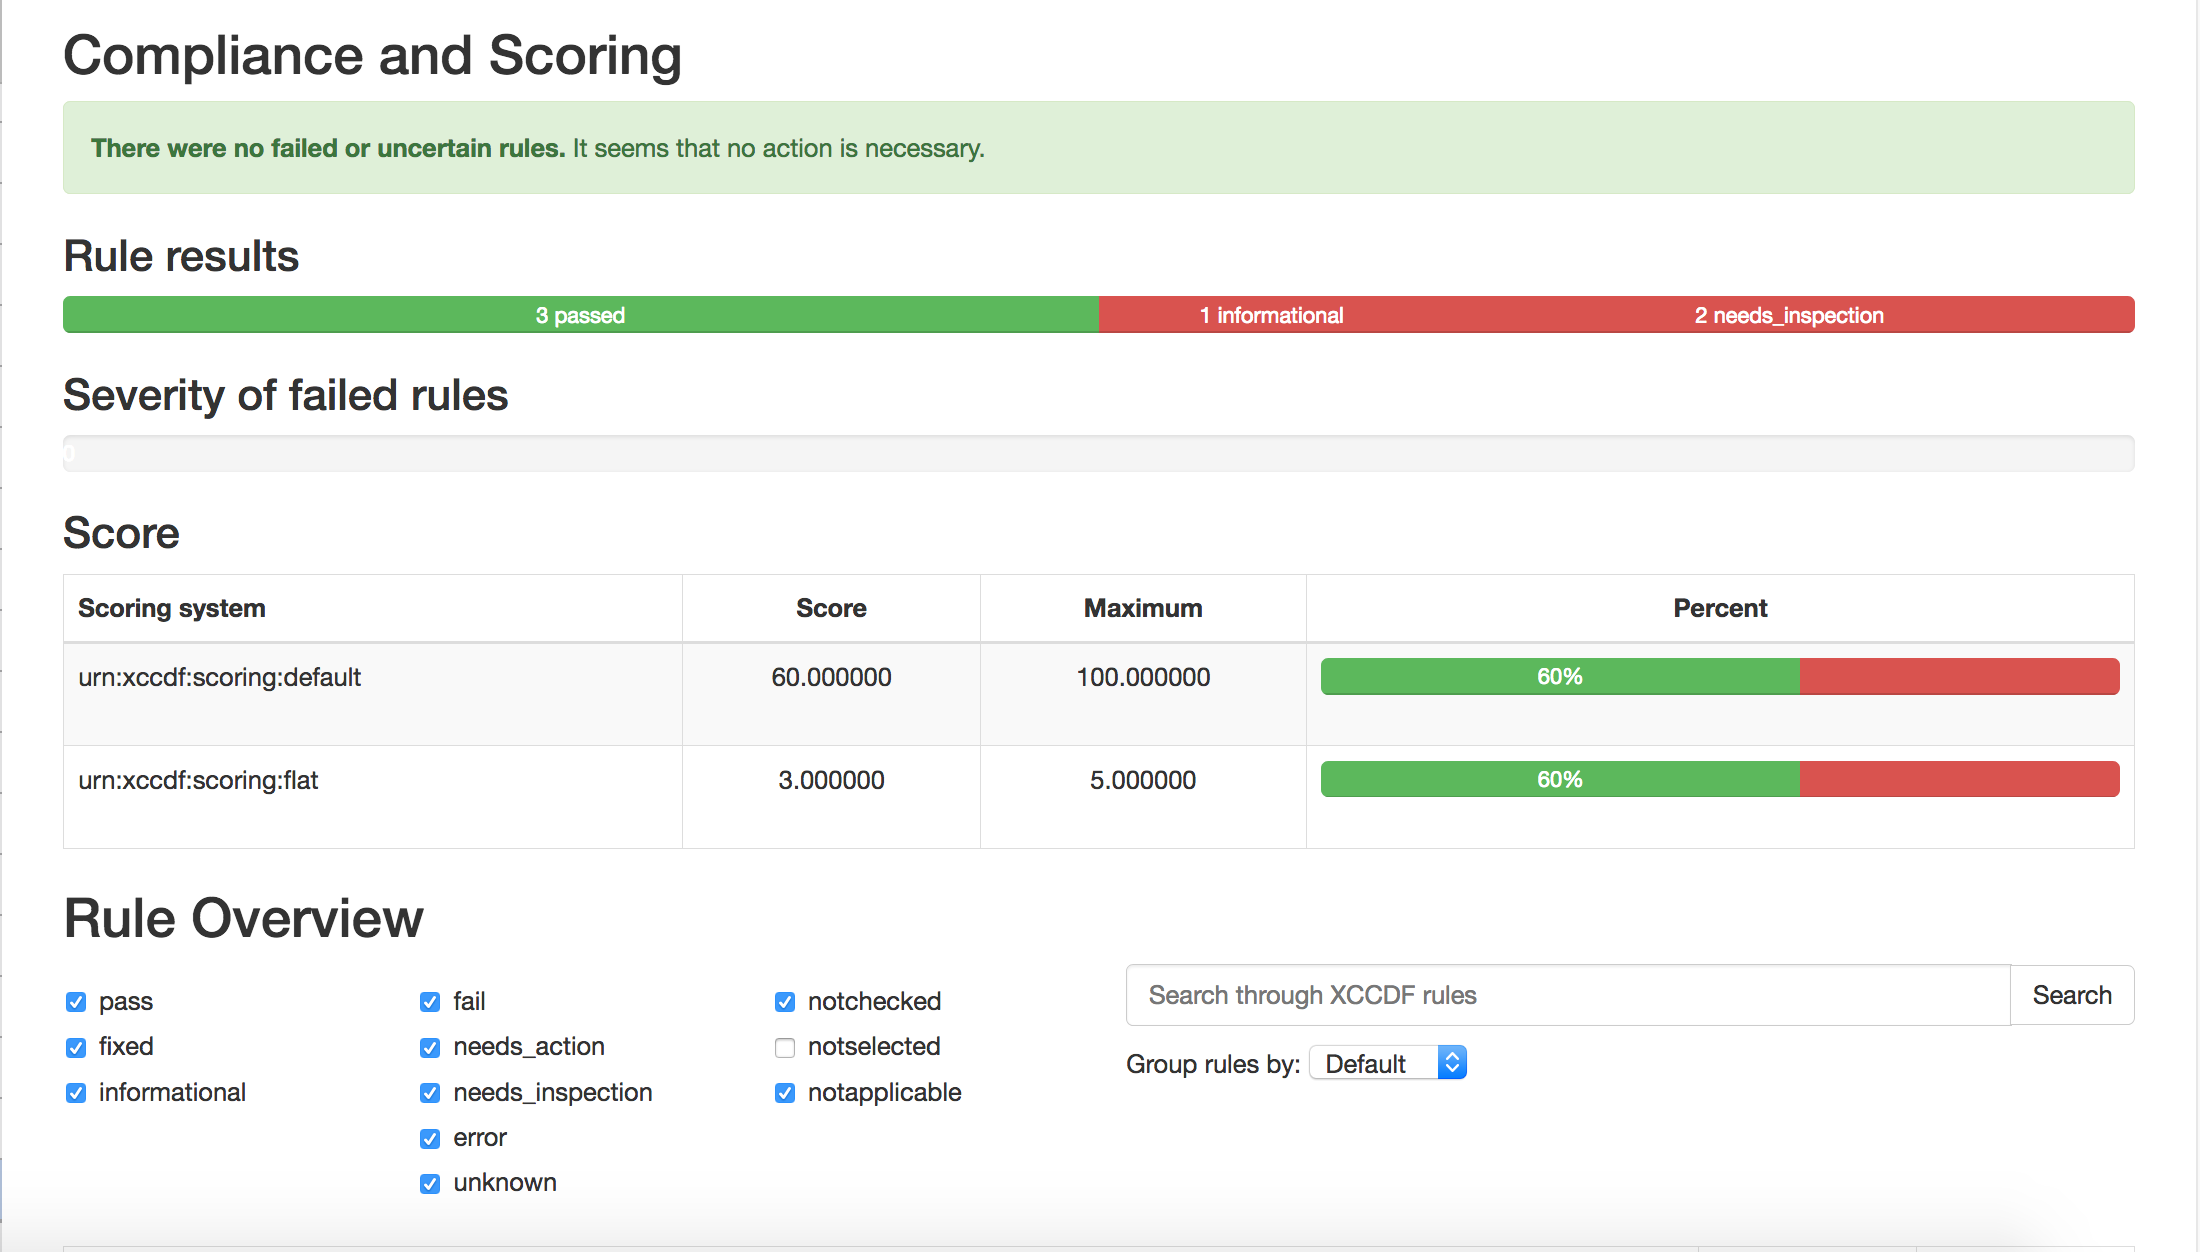 Compliance and Scoring
There were no failed or uncertain rules. It seems that no action is necessary.
Rule results
3 passed 1 informational 2 needs_inspection
Severity of failed rules
0
Score
Scoring system Score Maximum Percent
urn:xccdf:scoring:default 60.000000 100.000000 60%
urn:xccdf:scoring:flat 3.000000 5.000000 60%
Rule Overview
pass fail notchecked Search through XCCDF rules Search
fixed needs_action notselected Group rules by: Default
informational needs_inspection notapplicable
error
unknown